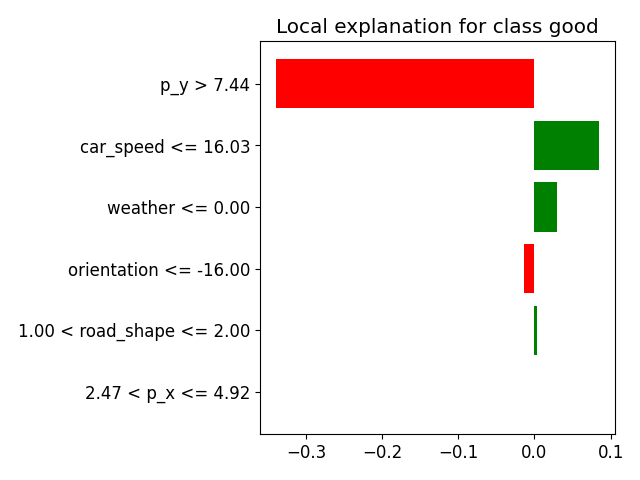 Local explanation for class good
p_y > 7.44
car_speed <= 16.03
weather <= 0.00
orientation <= -16.00
1.00 < road_shape <= 2.00
2.47 < p_x <= 4.92
−0.3 −0.2 −0.1 0.0 0.1